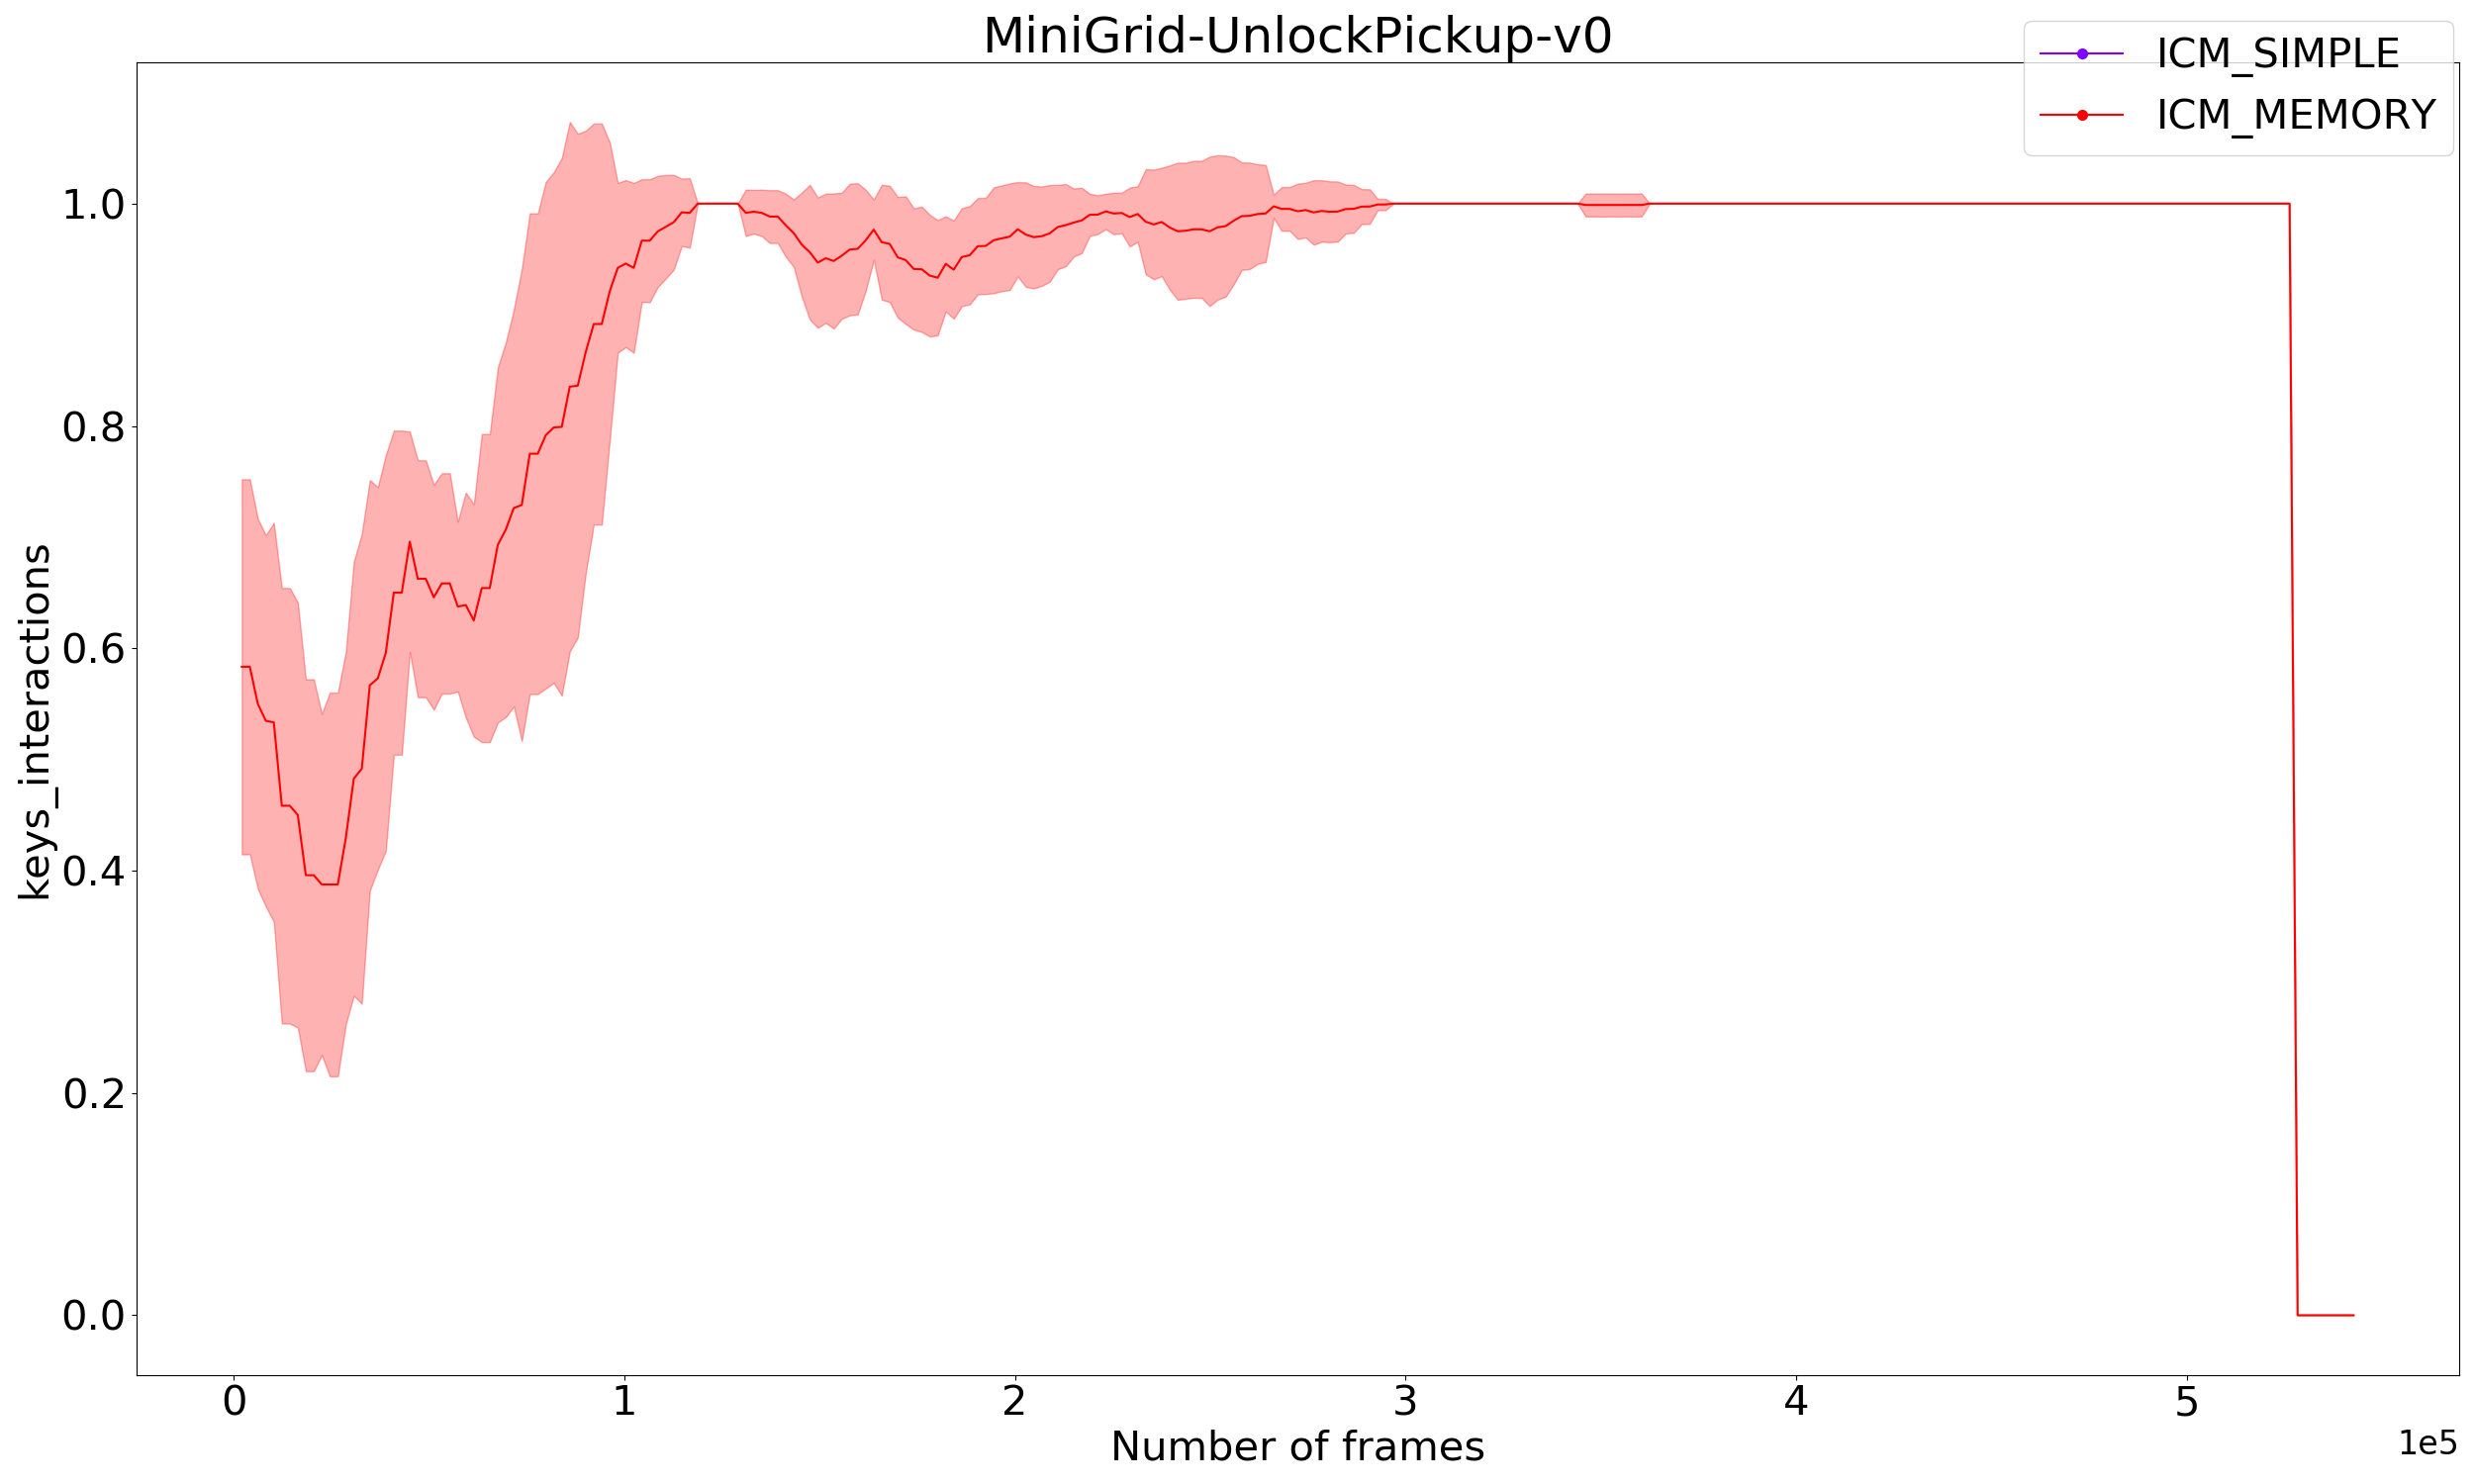 MiniGrid-UnlockPickup-v0
ICM_SIMPLE
ICM_MEMORY
keys_interactions
1.0
0.8
0.6
0.4
0.2
0.0
0 1 2 3 4 5
Number of frames
1e5